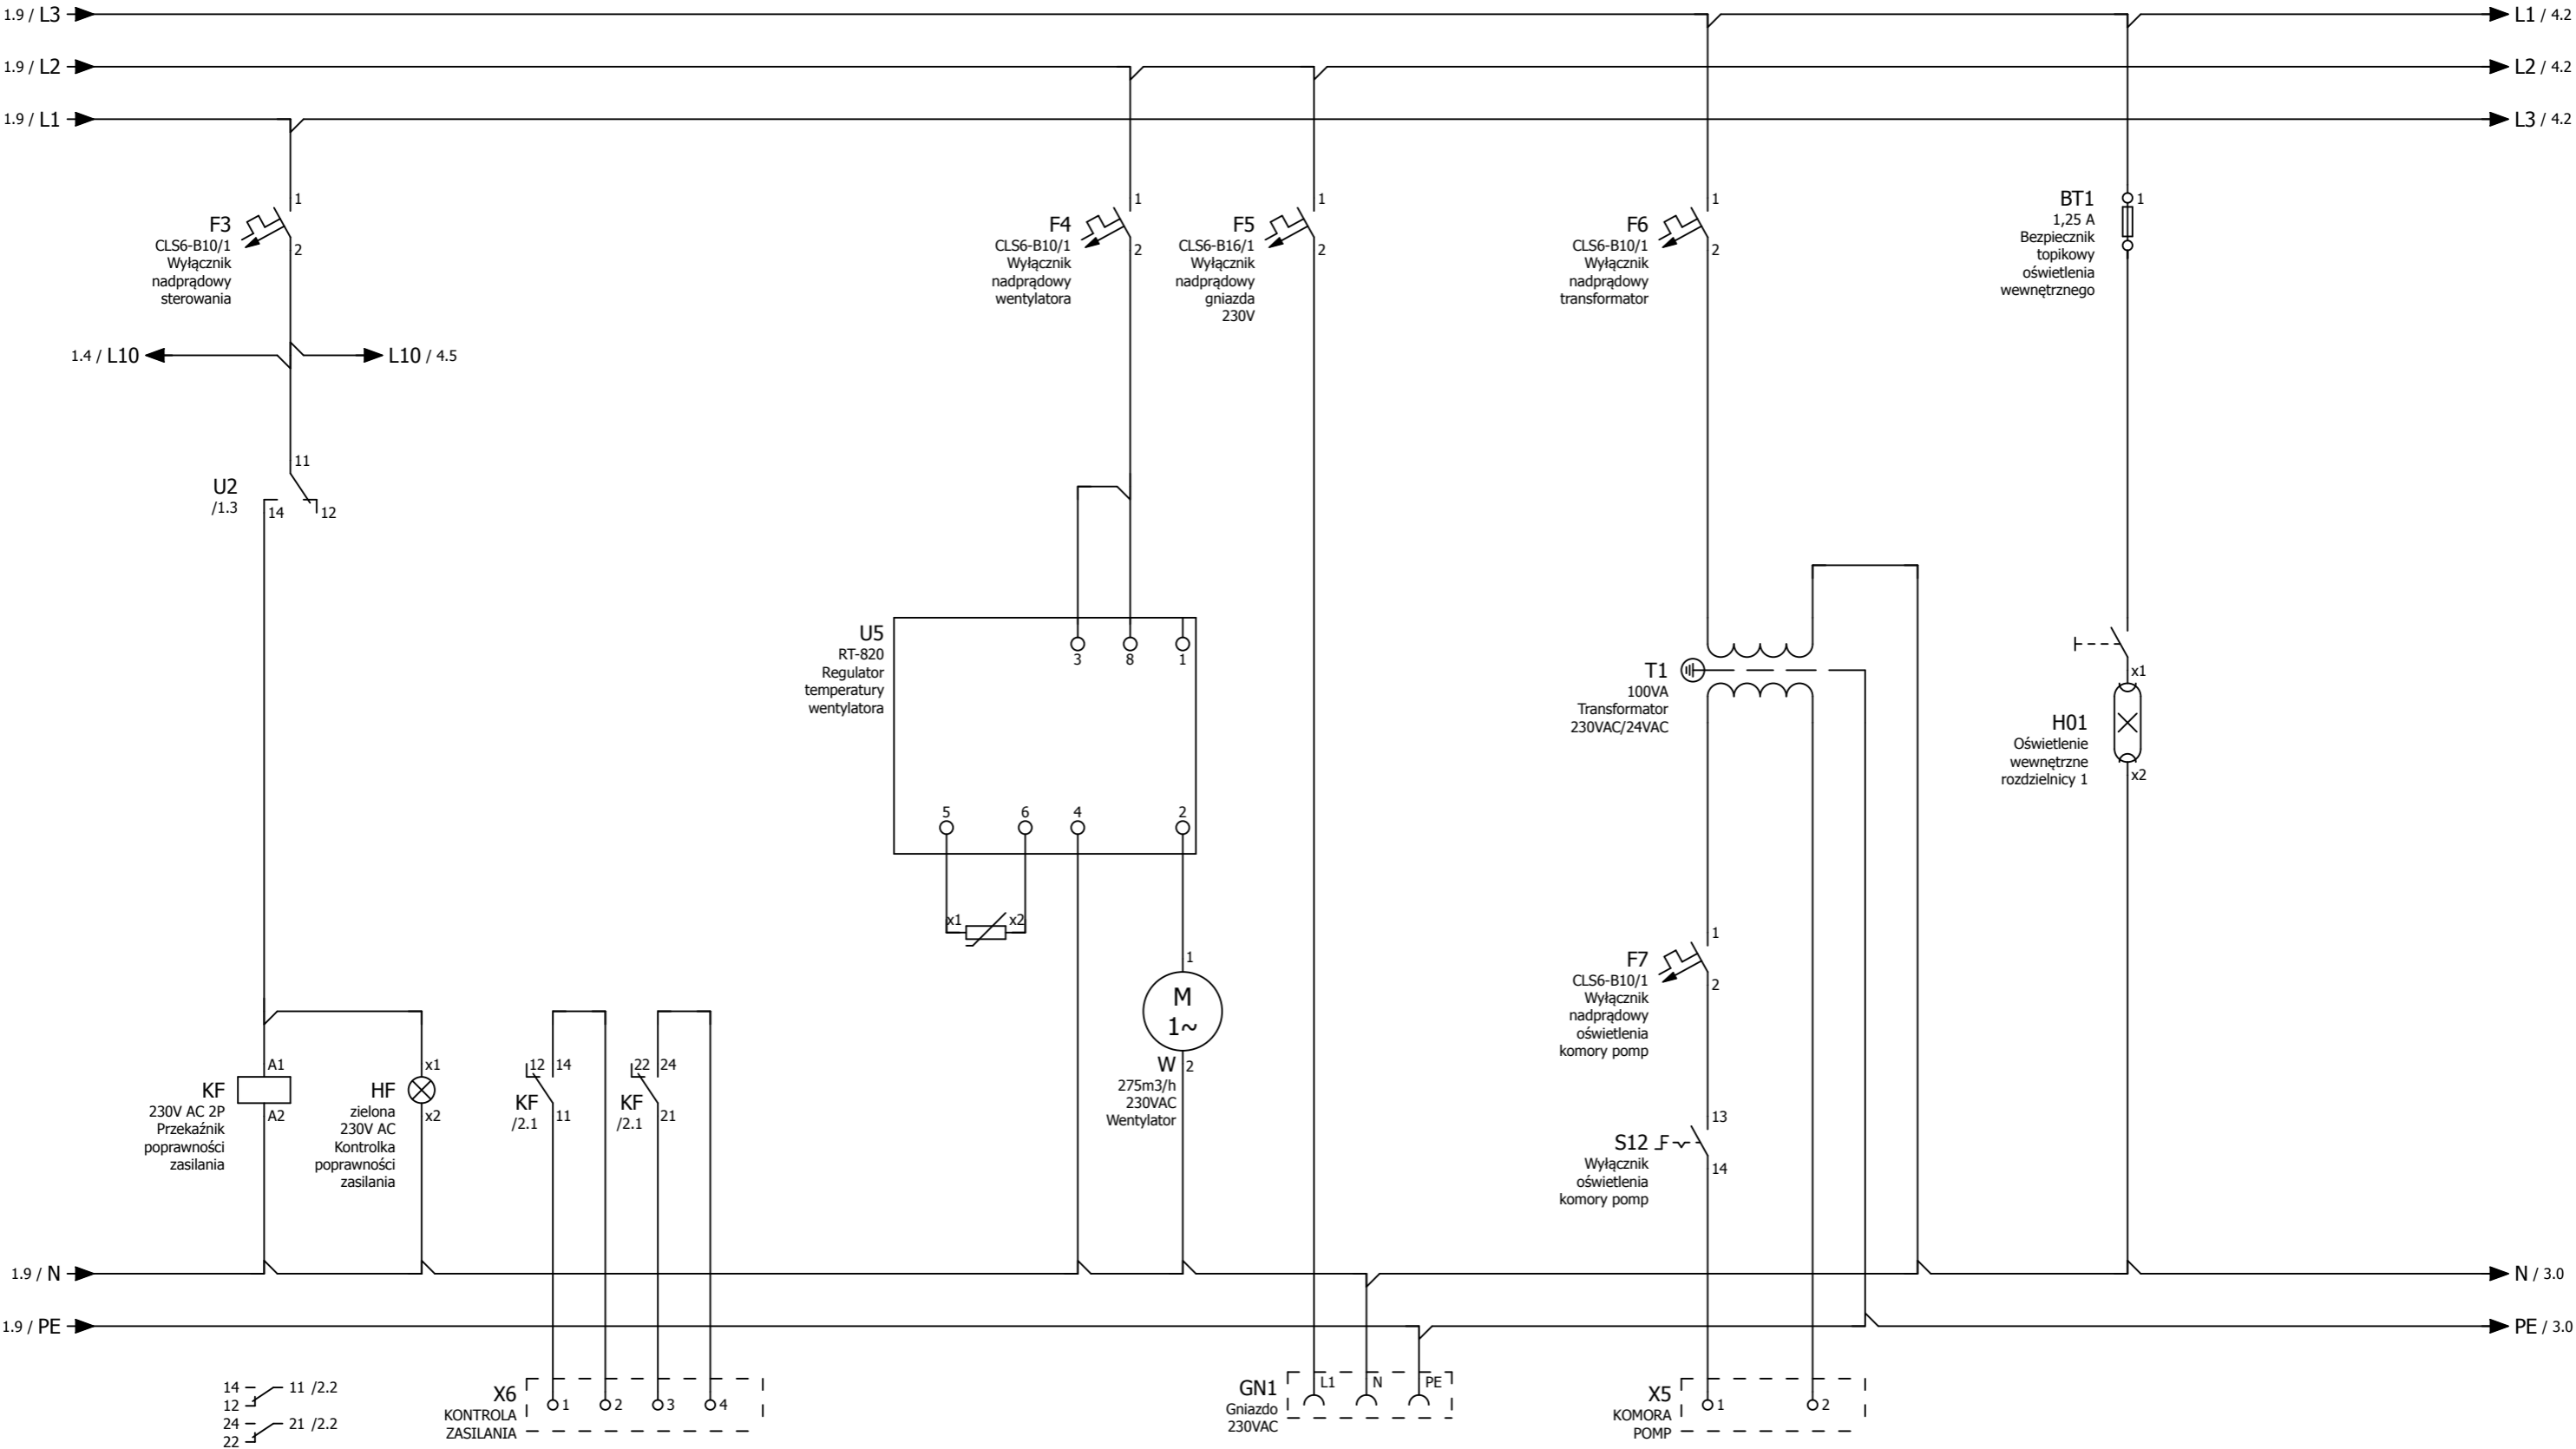 1.9 / L3
L1 / 4.2
1.9 / L2
L2 / 4.2
1.9 / L1
L3 / 4.2
1
F3
CLS6-B10/1
Wyłącznik
nadprądowy
sterowania
2
1
F4
CLS6-B10/1
Wyłącznik
nadprądowy
wentylatora
2
1
F5
CLS6-B16/1
Wyłącznik
nadprądowy
gniazda
230V
2
1
F6
CLS6-B10/1
Wyłącznik
nadprądowy
transformator
2
BT1
1
1,25 A
Bezpiecznik
topikowy
oświetlenia
wewnętrznego
1.4 / L10
L10 / 4.5
11
U2
/1.3
14
12
U5
RT-820
Regulator
temperatury
wentylatora
3
8
1
5
6
4
2
x1
x2
T1
100VA
Transformator
230VAC/24VAC
x1
H01
Oświetlenie
wewnętrzne
rozdzielnicy 1
x2
1
M
1~
W
2
275m3/h
230VAC
Wentylator
1
F7
CLS6-B10/1
Wyłącznik
nadprądowy
oświetlenia
komory pomp
2
A1
KF
230V AC 2P
Przekaźnik
poprawności
zasilania
A2
x1
HF
zielona
230V AC
Kontrolka
poprawności
zasilania
x2
12
14
KF
/2.1
11
22
24
KF
/2.1
21
13
S12
Wyłącznik
oświetlenia
komory pomp
14
1.9 / N
N / 3.0
1.9 / PE
PE / 3.0
14
11 /2.2
12
24
21 /2.2
22
X6
KONTROLA
ZASILANIA
1
2
3
4
GN1
Gniazdo
230VAC
L1
N
PE
X5
KOMORA
POMP
1
2